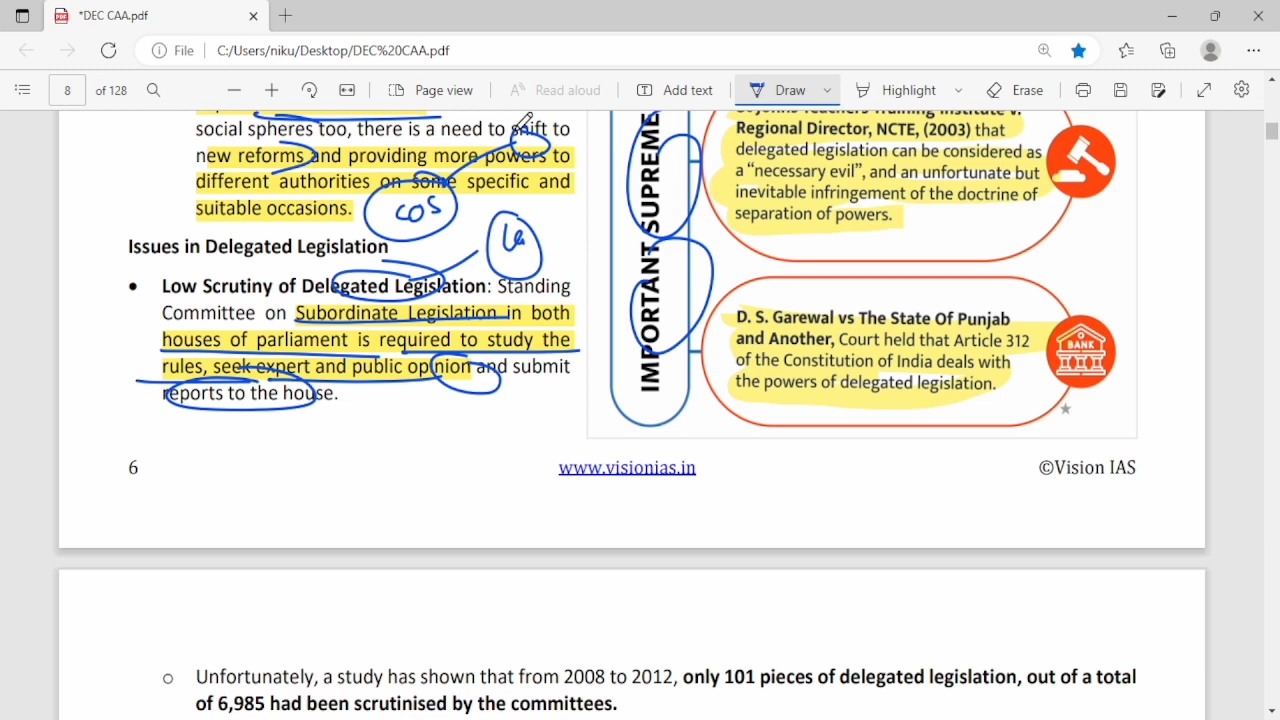 *DEC CAA.pdf
File
C:/Users/niku/Desktop/DEC%20CAA.pdf
8
of 128
Page view
Read aloud
Add text
Draw
Highlight
Erase
social spheres too, there is a need to shift to
new reforms and providing more powers to
different authorities on some specific and
suitable occasions.
cos
Issues in Delegated Legislation
• Low Scrutiny of Delegated Legislation: Standing
Committee on Subordinate Legislation in both
houses of parliament is required to study the
rules, seek expert and public opinion and submit
reports to the house.
IMPORTANT SUPREME
Regional Director, NCTE, (2003) that
delegated legislation can be considered as
a “necessary evil”, and an unfortunate but
inevitable infringement of the doctrine of
separation of powers.
D. S. Garewal vs The State Of Punjab
and Another, Court held that Article 312
of the Constitution of India deals with
the powers of delegated legislation.
BANK
6
www.visionias.in
©Vision IAS
o Unfortunately, a study has shown that from 2008 to 2012, only 101 pieces of delegated legislation, out of a total
of 6,985 had been scrutinised by the committees.